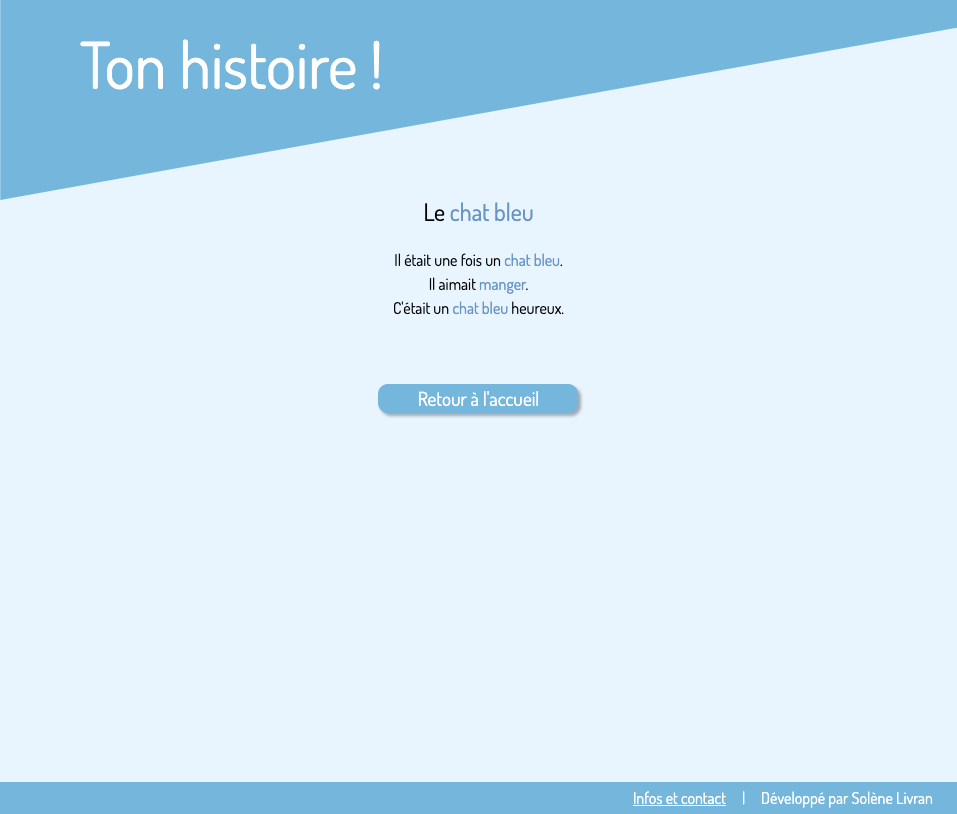 Ton histoire !
Le chat bleu
Il était une fois un chat bleu.
Il aimait manger.
C'était un chat bleu heureux.
Retour à l'accueil
Infos et contact | Développé par Solène Livran